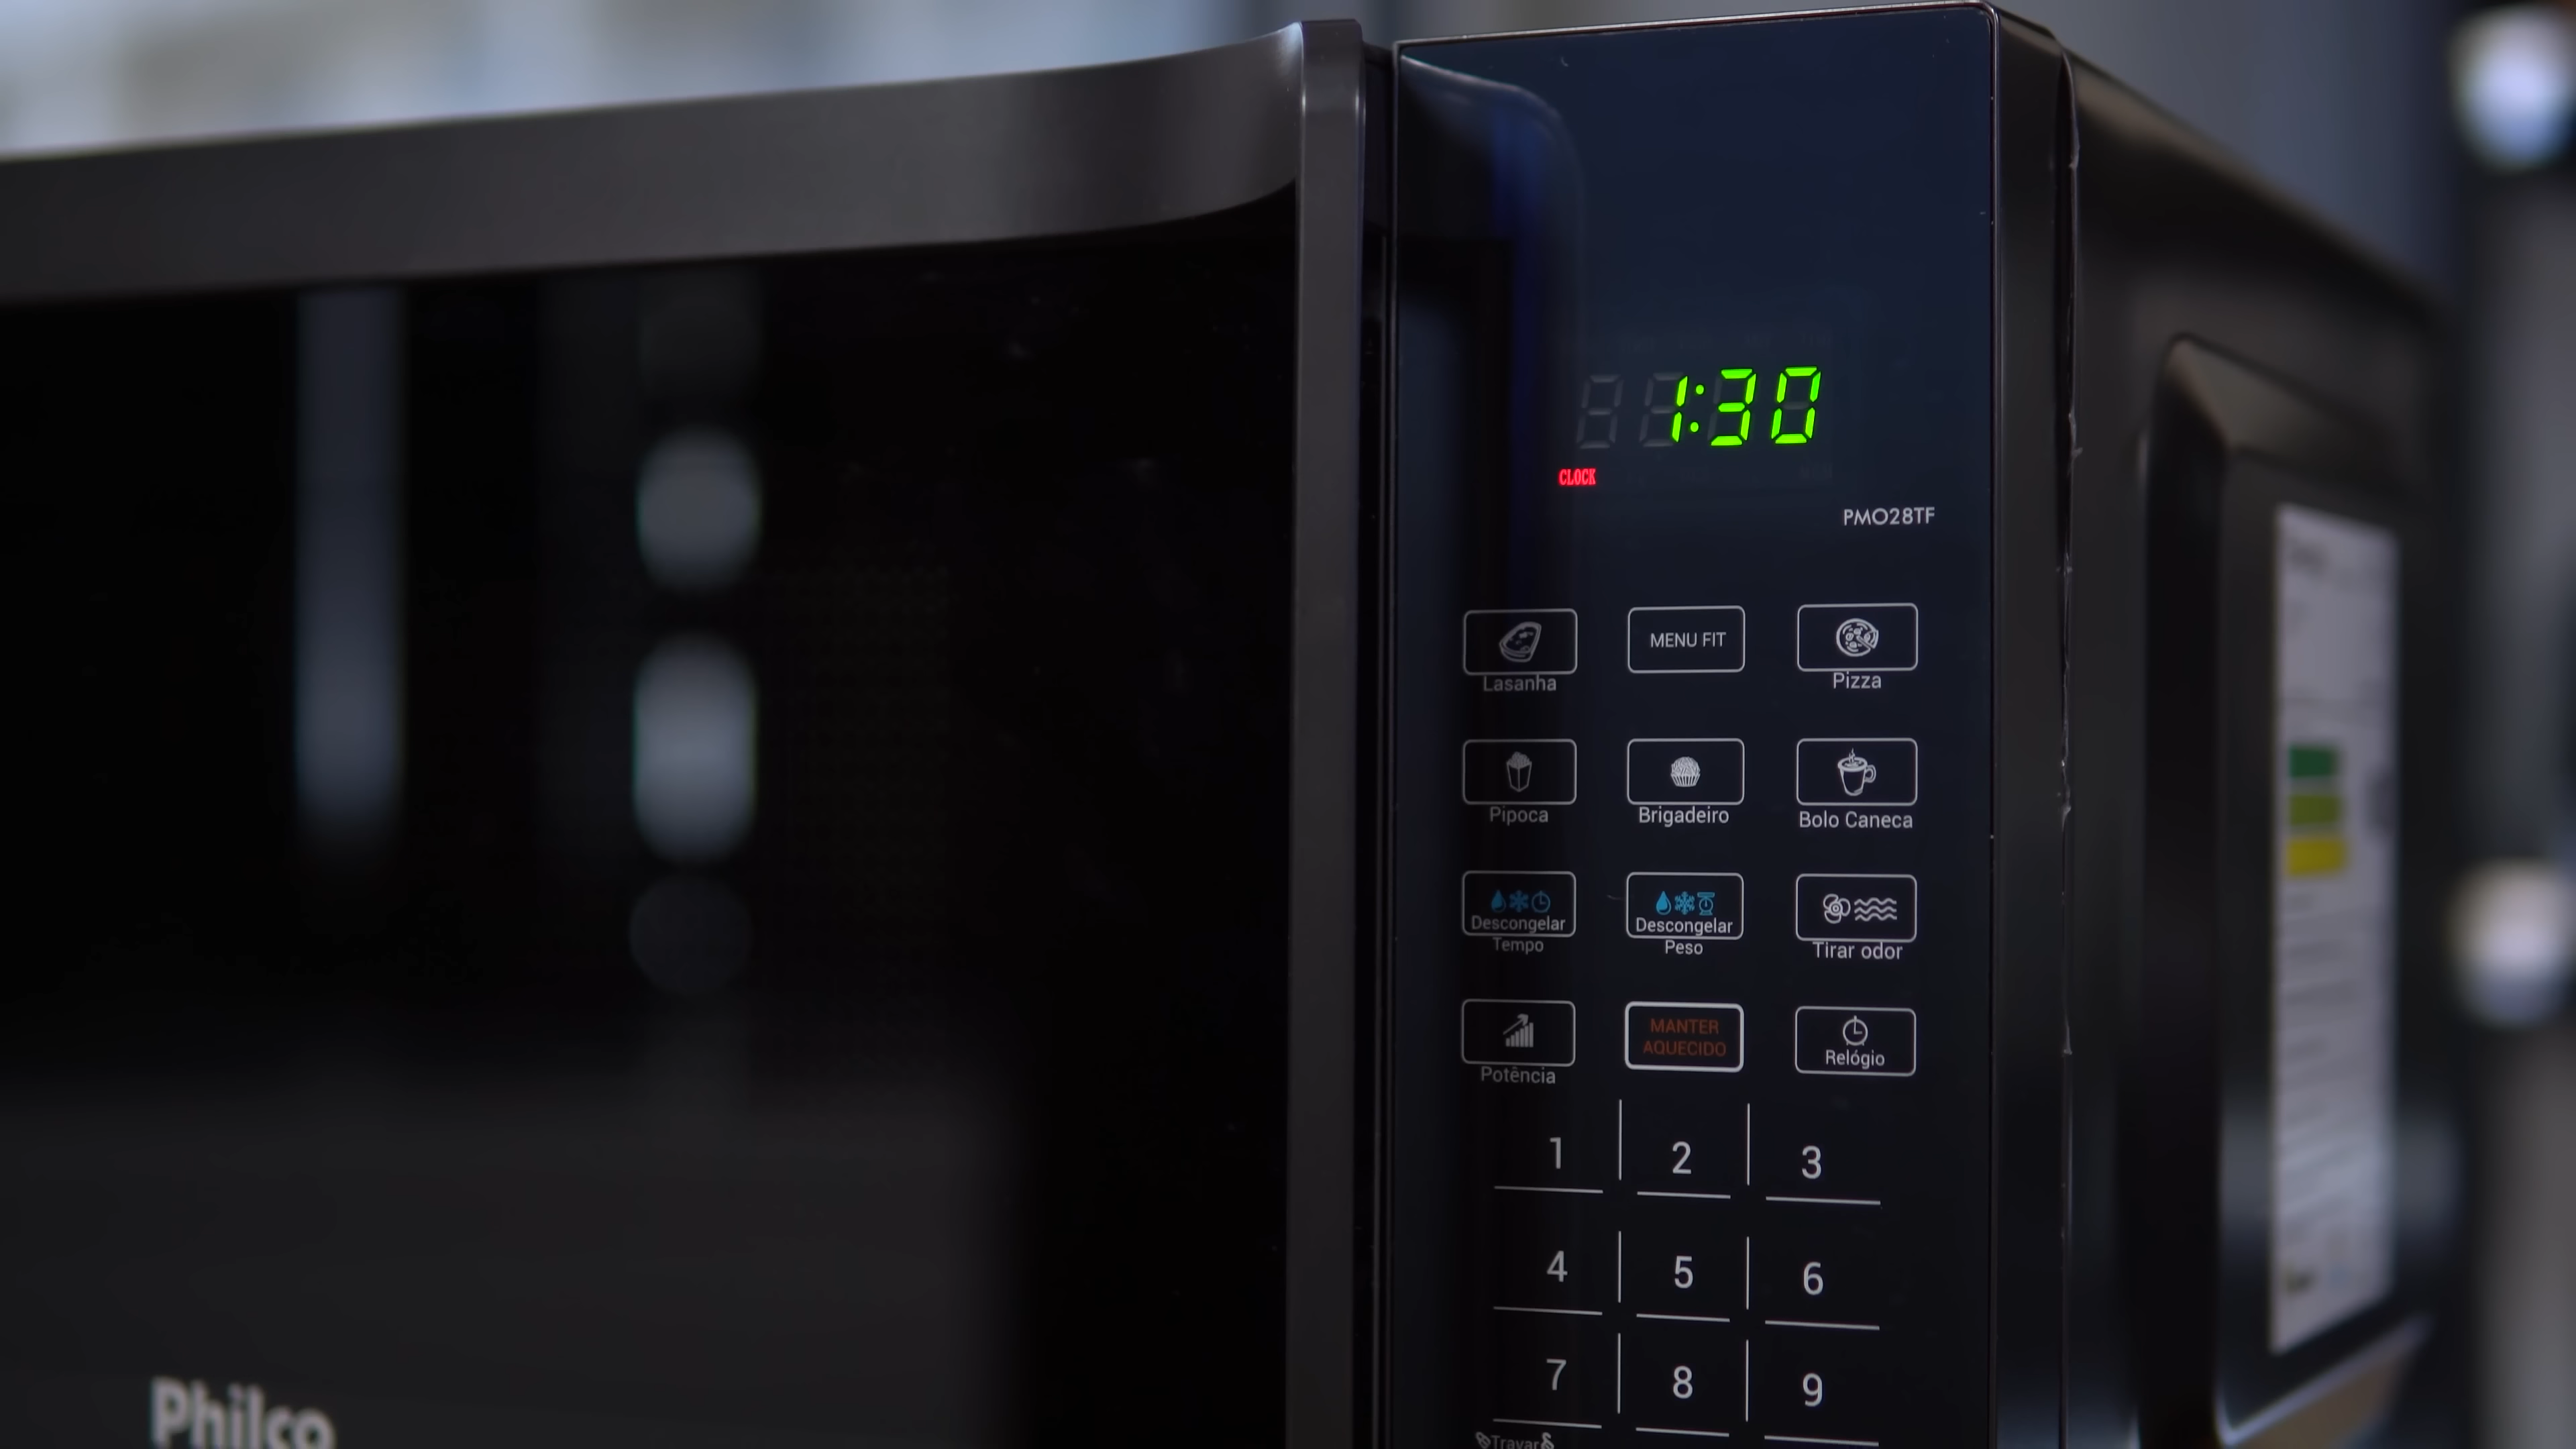 1:30
CLOCK
PMO28TF
Lasanha
MENU FIT
Pizza
Pipoca
Brigadeiro
Bolo Caneca
Descongelar
Tempo
Descongelar
Peso
Tirar odor
Potência
MANTER
AQUECIDO
Relógio
1 2 3
4 5 6
7 8 9
Travar
Philco